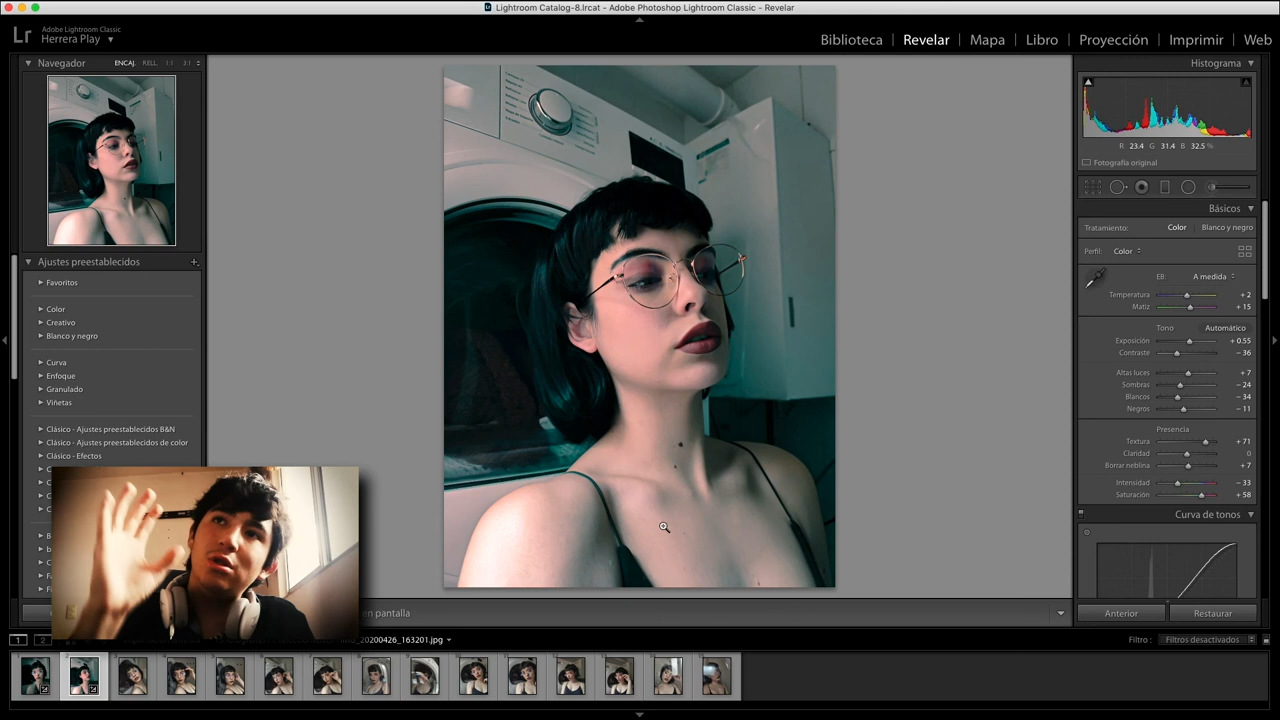 Lightroom Catalog-8.lrcat - Adobe Photoshop Lightroom Classic - Revelar
Lr
Adobe Lightroom Classic
Herrera Play
Biblioteca | Revelar | Mapa | Libro | Proyección | Imprimir | Web
Navegador
ENCAJ. RELL. 1:1 3:1
Ajustes preestablecidos +
Favoritos
Color
Creativo
Blanco y negro
Curva
Enfoque
Granulado
Viñetas
Clásico - Ajustes preestablecidos B&N
Clásico - Ajustes preestablecidos de color
Clásico - Efectos
Histograma
R 23.4 G 31.4 B 32.5 %
Fotografía original
Básicos
Tratamiento: Color Blanco y negro
Perfil: Color
EB: A medida
Temperatura + 2
Matiz + 15
Tono Automático
Exposición + 0.55
Contraste − 36
Altas luces + 7
Sombras − 24
Blancos − 34
Negros − 11
Presencia
Textura + 71
Claridad 0
Borrar neblina + 7
Intensidad − 33
Saturación + 58
Curva de tonos
Anterior Restaurar
en pantalla
1 2
_20200426_163201.jpg
Filtro : Filtros desactivados